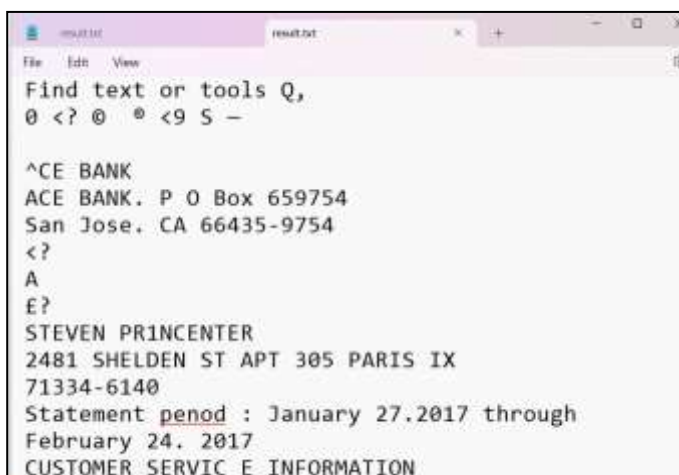 result.txt result.txt × +
File Edit View
Find text or tools Q,
0 <? © ® <9 S —
^CE BANK
ACE BANK. P O Box 659754
San Jose. CA 66435-9754
<?
A
£?
STEVEN PR1NCENTER
2481 SHELDEN ST APT 305 PARIS IX
71334-6140
Statement penod : January 27.2017 through
February 24. 2017
CUSTOMER SERVIC E INFORMATION